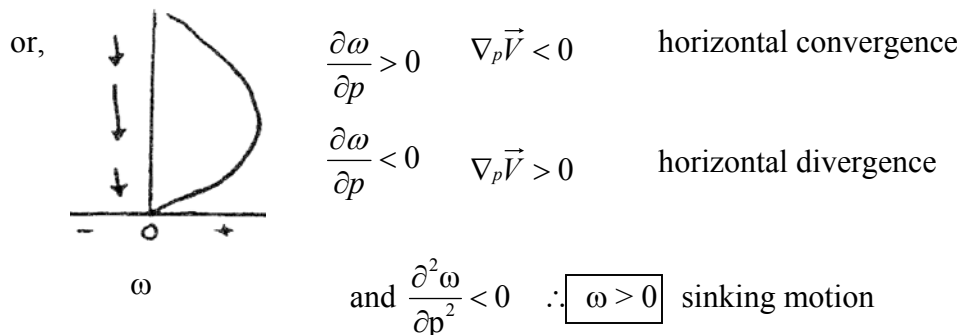 or, ∂ω/∂p > 0 ∇ₚV⃗ < 0 horizontal convergence
∂ω/∂p < 0 ∇ₚV⃗ > 0 horizontal divergence
- 0 +
ω
and ∂²ω/∂p² < 0 ∴ ω > 0 sinking motion